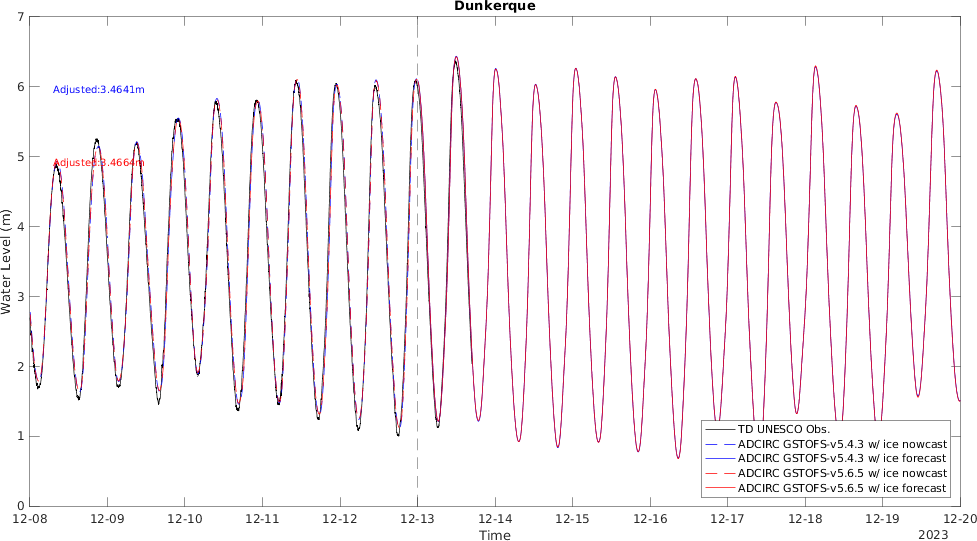 Dunkerque
7
6
5
4
3
2
1
0
Water Level (m)
Adjusted:3.4641m
Adjusted:3.4664m
TD UNESCO Obs.
ADCIRC GSTOFS-v5.4.3 w/ ice nowcast
ADCIRC GSTOFS-v5.4.3 w/ ice forecast
ADCIRC GSTOFS-v5.6.5 w/ ice nowcast
ADCIRC GSTOFS-v5.6.5 w/ ice forecast
12-08 12-09 12-10 12-11 12-12 12-13 12-14 12-15 12-16 12-17 12-18 12-19 12-20
Time
2023